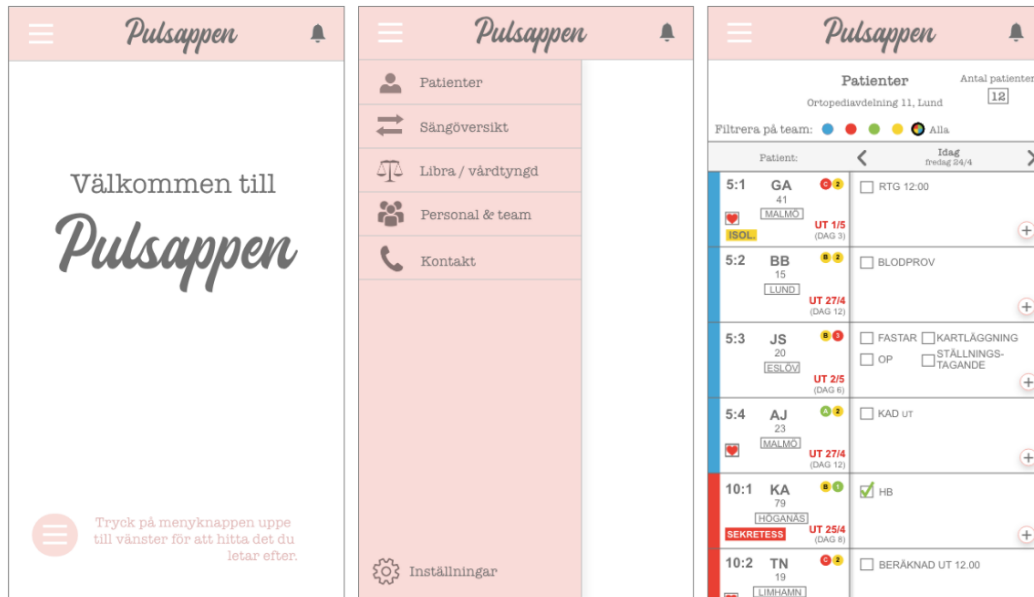 Pulsappen
Välkommen till
Pulsappen
Tryck på menyknappen uppe
till vänster för att hitta det du
letar efter.
Pulsappen
Patienter
Sängöversikt
Libra / vårdtyngd
Personal & team
Kontakt
Inställningar
Pulsappen
Patienter
Antal patienter
Ortopediavdelning 11, Lund
12
Filtrera på team:
Alla
Patient:
Idag
fredag 24/4
5:1 GA C 2
41
MALMÖ
UT 1/5
ISOL. (DAG 3)
RTG 12:00
5:2 BB B 2
15
LUND
UT 27/4
(DAG 12)
BLODPROV
5:3 JS B 3
20
ESLÖV
UT 2/5
(DAG 6)
FASTAR KARTLÄGGNING
OP STÄLLNINGS-
TAGANDE
5:4 AJ A 2
23
MALMÖ
UT 27/4
(DAG 12)
KAD UT
10:1 KA B 1
79
HÖGANÄS
SEKRETESS UT 25/4
(DAG 8)
HB
10:2 TN C 2
19
LIMHAMN
BERÄKNAD UT 12.00